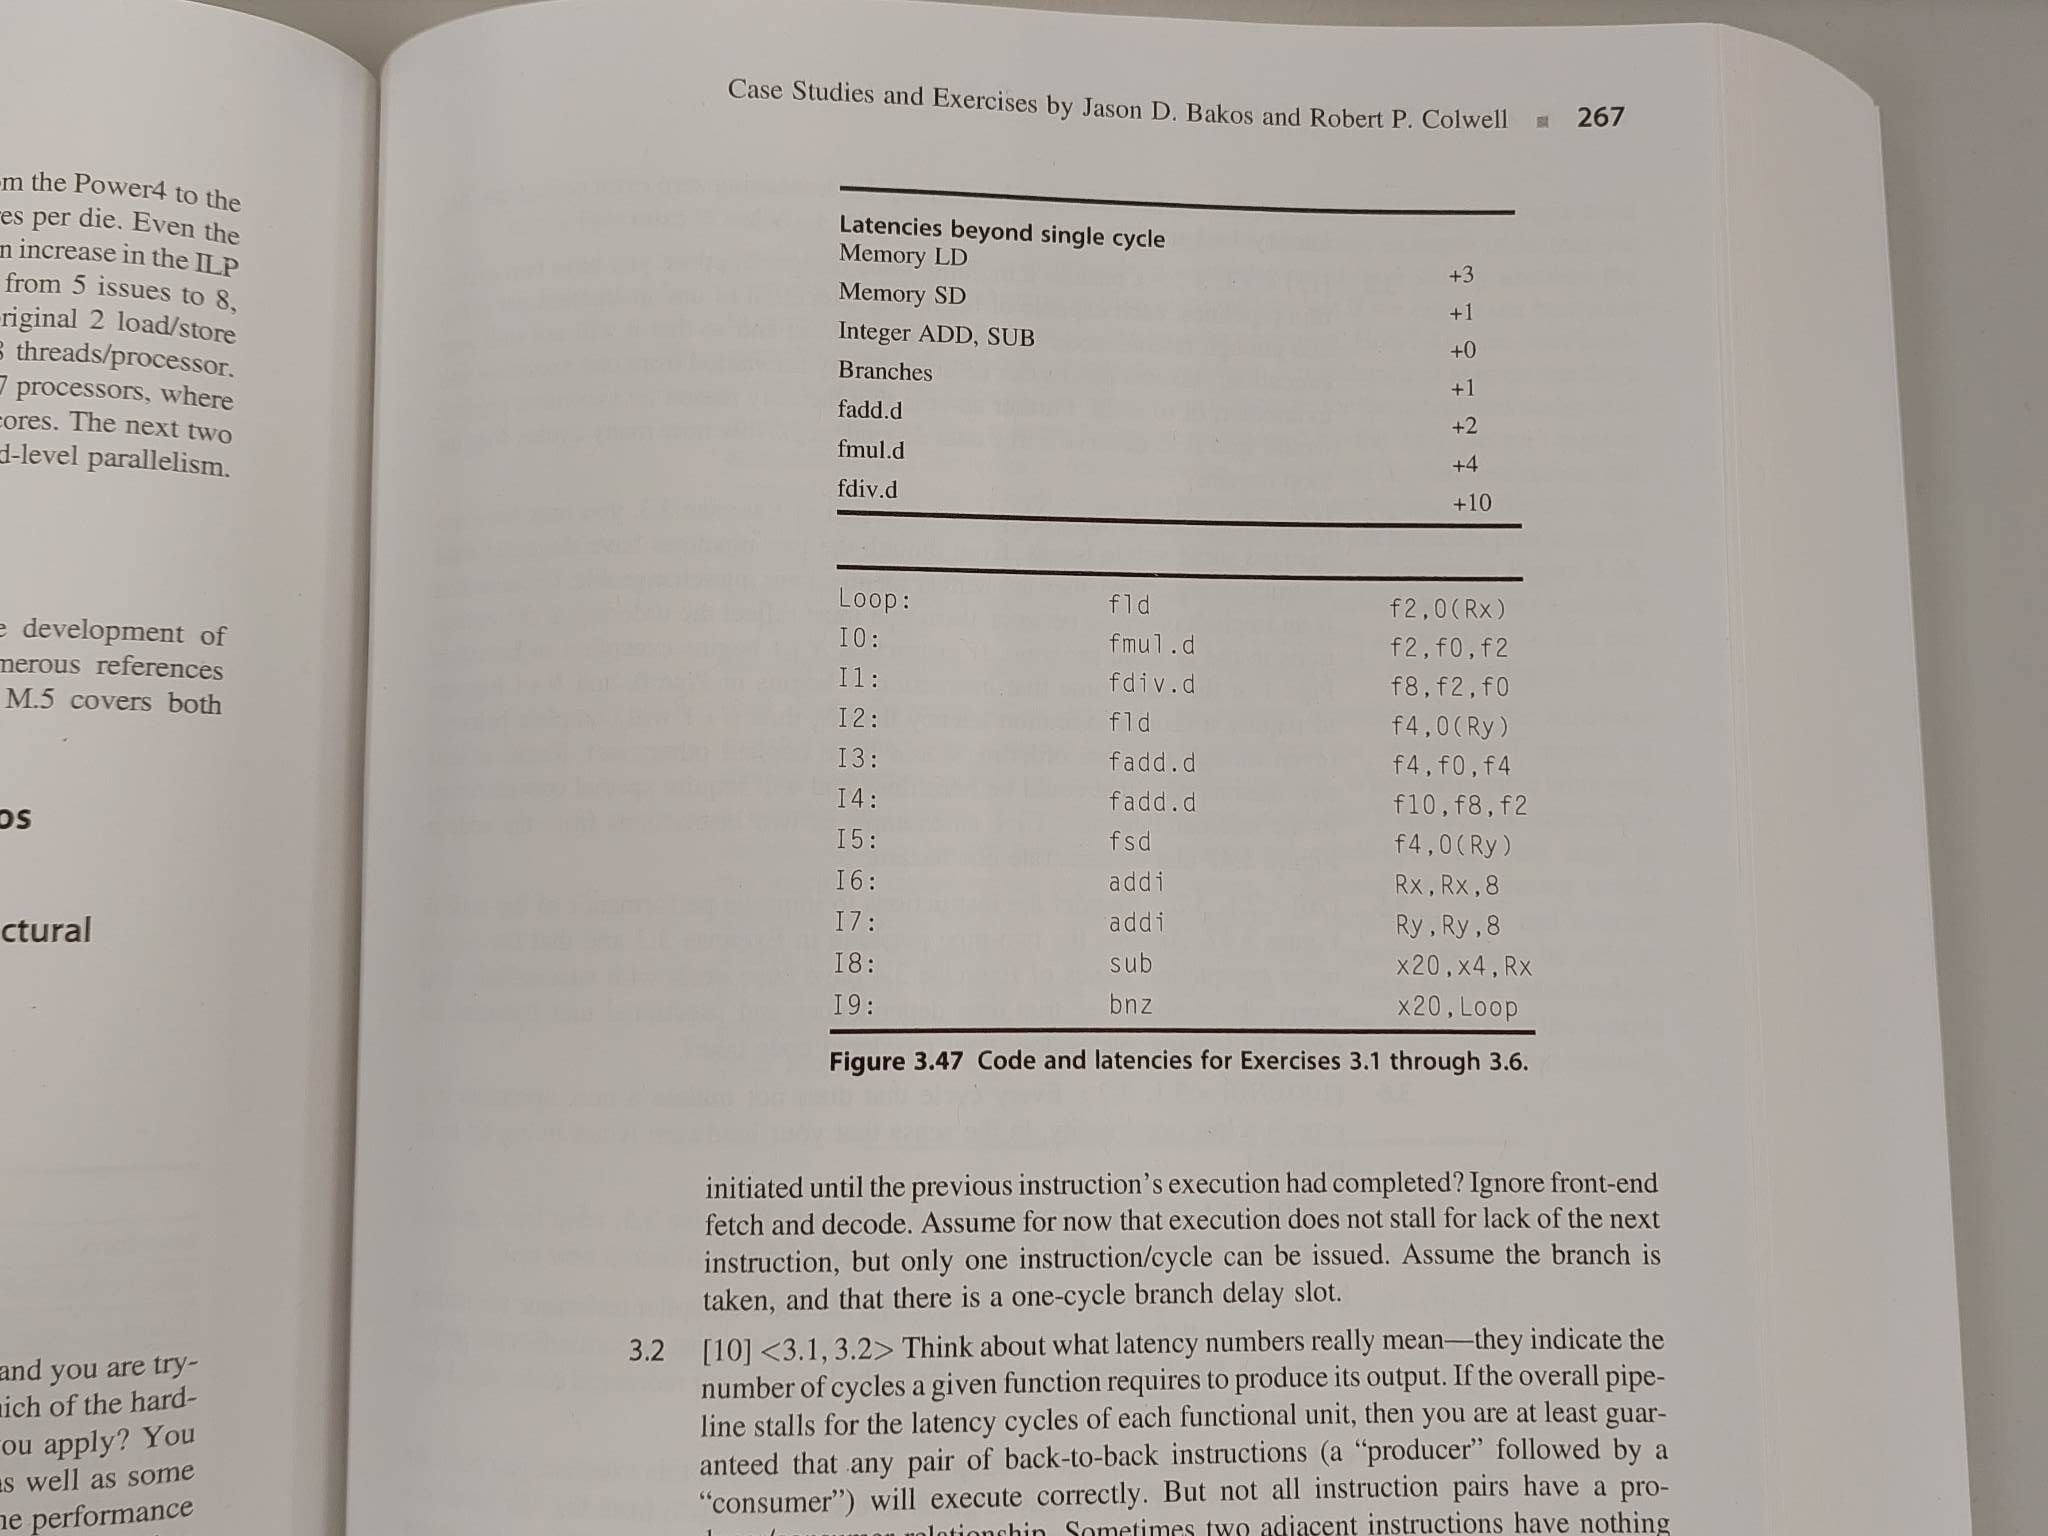 m the Power4 to the
es per die. Even the
n increase in the ILP
from 5 issues to 8,
riginal 2 load/store
threads/processor.
7 processors, where
cores. The next two
d-level parallelism.
development of
merous references
M.5 covers both
os
ctural
and you are try-
hich of the hard-
ou apply? You
as well as some
he performance
Case Studies and Exercises by Jason D. Bakos and Robert P. Colwell ■ 267
Latencies beyond single cycle
Memory LD +3
Memory SD +1
Integer ADD, SUB +0
Branches +1
fadd.d +2
fmul.d +4
fdiv.d +10
Loop: fld f2,0(Rx)
I0: fmul.d f2,f0,f2
I1: fdiv.d f8,f2,f0
I2: fld f4,0(Ry)
I3: fadd.d f4,f0,f4
I4: fadd.d f10,f8,f2
I5: fsd f4,0(Ry)
I6: addi Rx,Rx,8
I7: addi Ry,Ry,8
I8: sub x20,x4,Rx
I9: bnz x20,Loop
Figure 3.47 Code and latencies for Exercises 3.1 through 3.6.
initiated until the previous instruction’s execution had completed? Ignore front-end
fetch and decode. Assume for now that execution does not stall for lack of the next
instruction, but only one instruction/cycle can be issued. Assume the branch is
taken, and that there is a one-cycle branch delay slot.
3.2 [10] <3.1, 3.2> Think about what latency numbers really mean—they indicate the
number of cycles a given function requires to produce its output. If the overall pipe-
line stalls for the latency cycles of each functional unit, then you are at least guar-
anteed that any pair of back-to-back instructions (a “producer” followed by a
“consumer”) will execute correctly. But not all instruction pairs have a pro-
relationship. Sometimes two adjacent instructions have nothing